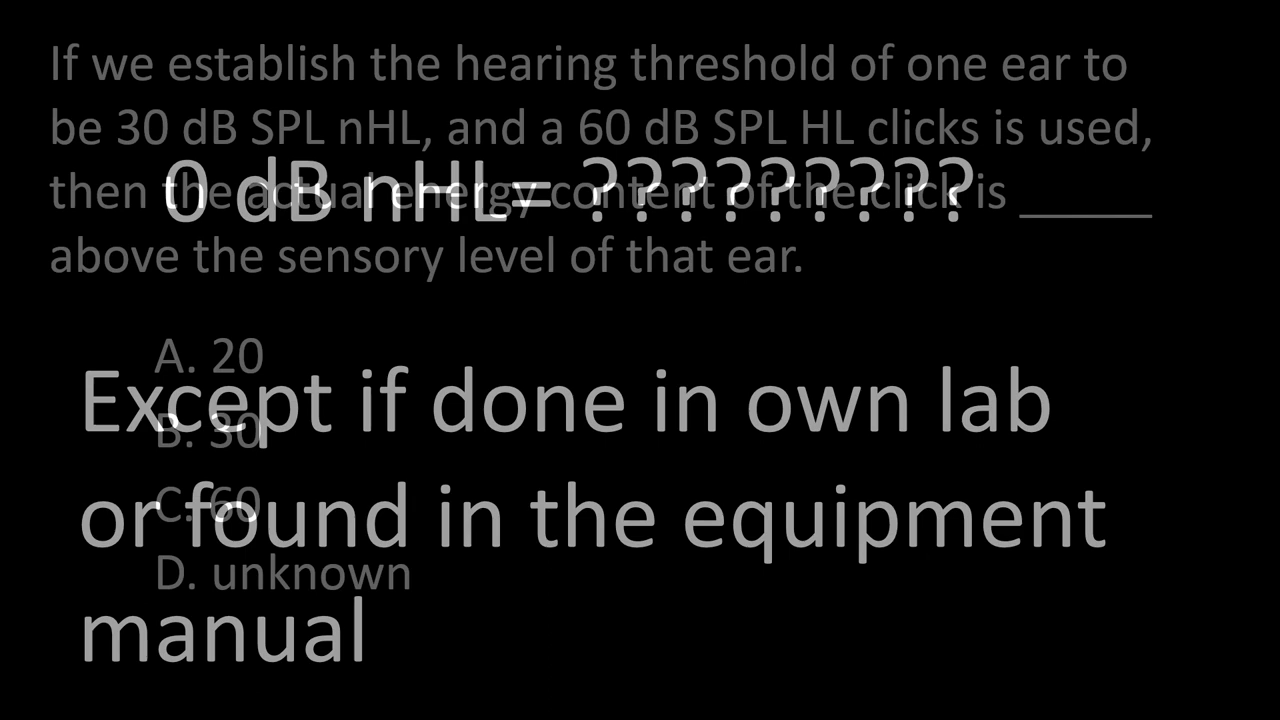 If we establish the hearing threshold of one ear to
be 30 dB SPL nHL, and a 60 dB SPL HL clicks is used,
then the actual energy content of the click is _____
above the sensory level of that ear.
A. 20
B. 30
C. 60
D. unknown
0 dB nHL= ?????????
Except if done in own lab
or found in the equipment
manual